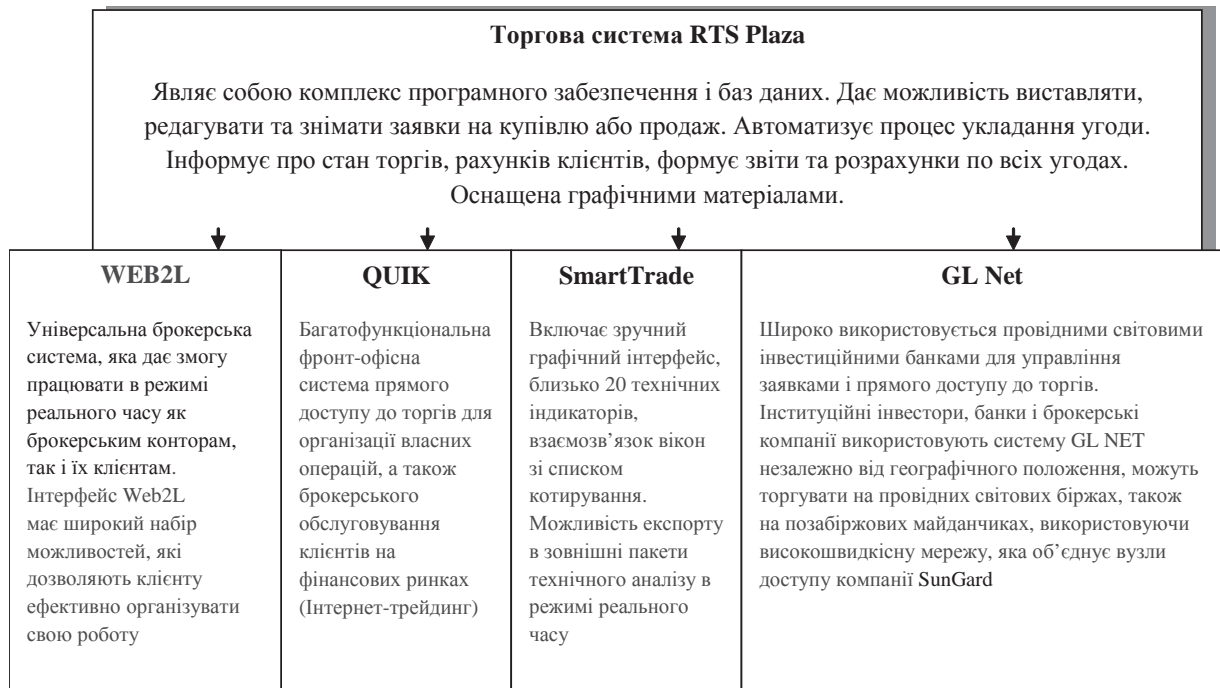 Торгова система RTS Plaza
Являє собою комплекс програмного забезпечення і баз даних. Дає можливість виставляти,
редагувати та знімати заявки на купівлю або продаж. Автоматизує процес укладання угоди.
Інформує про стан торгів, рахунків клієнтів, формує звіти та розрахунки по всіх угодах.
Оснащена графічними матеріалами.
WEB2L
Універсальна брокерська
система, яка дає змогу
працювати в режимі
реального часу як
брокерським конторам,
так і їх клієнтам.
Інтерфейс Web2L
має широкий набір
можливостей, які
дозволяють клієнту
ефективно організувати
свою роботу
QUIK
Багатофункціональна
фронт-офісна
система прямого
доступу до торгів для
організації власних
операцій, а також
брокерського
обслуговування
клієнтів на
фінансових ринках
(Інтернет-трейдинг)
SmartTrade
Включає зручний
графічний інтерфейс,
близько 20 технічних
індикаторів,
взаємозв’язок вікон
зі списком
котирування.
Можливість експорту
в зовнішні пакети
технічного аналізу в
режимі реального
часу
GL Net
Широко використовується провідними світовими
інвестиційними банками для управління
заявками і прямого доступу до торгів.
Інституційні інвестори, банки і брокерські
компанії використовують систему GL NET
незалежно від географічного положення, можуть
торгувати на провідних світових біржах, також
на позабіржових майданчиках, використовуючи
високошвидкісну мережу, яка об’єднує вузли
доступу компанії SunGard